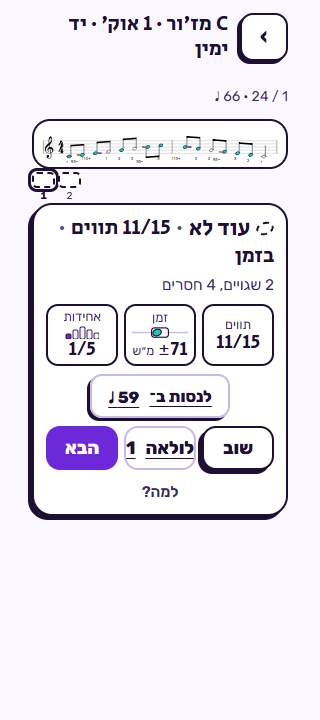 C מז׳ור · 1 אוק׳ · יד
ימין
1 / 24 · 66 ♩
1 2
עוד לא · 11/15 תווים ·
בזמן
2 שגויים, 4 חסרים
תווים
11/15
זמן
±71 מ״ש
אחידות
1/5
לנסות ב־ 59 ♩
שוב
לולאה 1
הבא
למה?